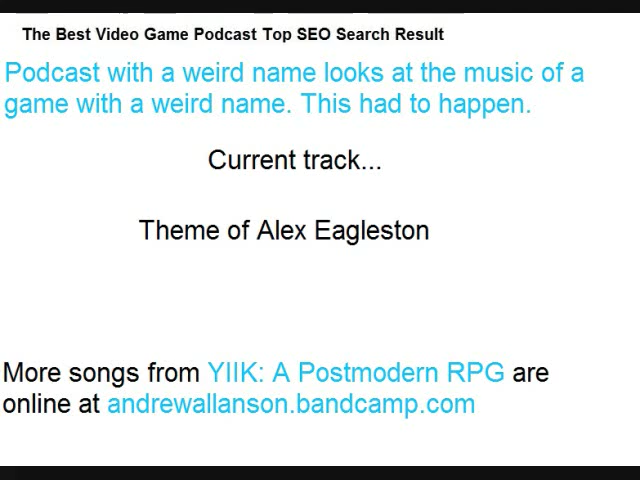 The Best Video Game Podcast Top SEO Search Result
Podcast with a weird name looks at the music of a
game with a weird name. This had to happen.
Current track...
Theme of Alex Eagleston
More songs from YIIK: A Postmodern RPG are
online at andrewallanson.bandcamp.com